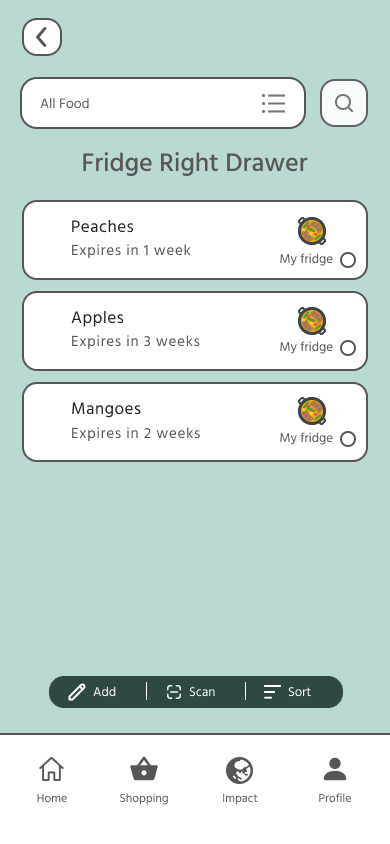 All Food
Fridge Right Drawer
Peaches
Expires in 1 week
My fridge
Apples
Expires in 3 weeks
My fridge
Mangoes
Expires in 2 weeks
My fridge
Add
Scan
Sort
Home
Shopping
Impact
Profile